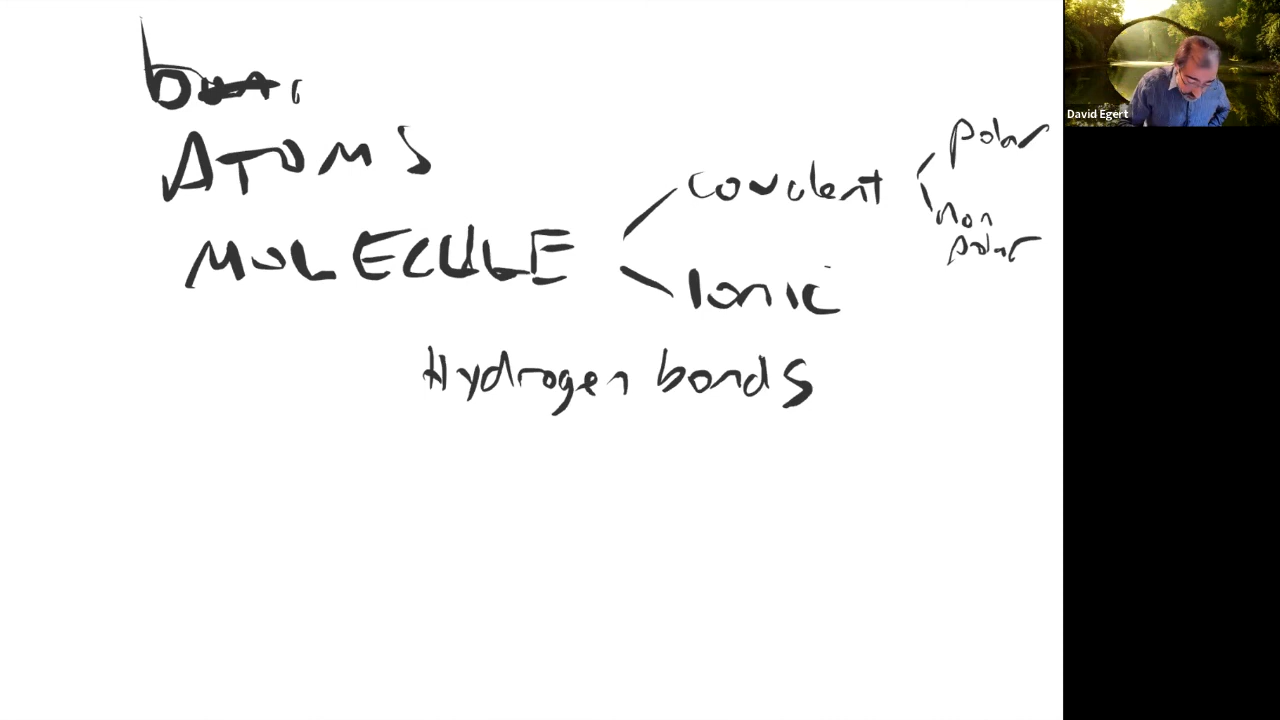 ATOMS
MOLECULE
covalent
polar
non
polar
Ionic
Hydrogen bonds
David Egert